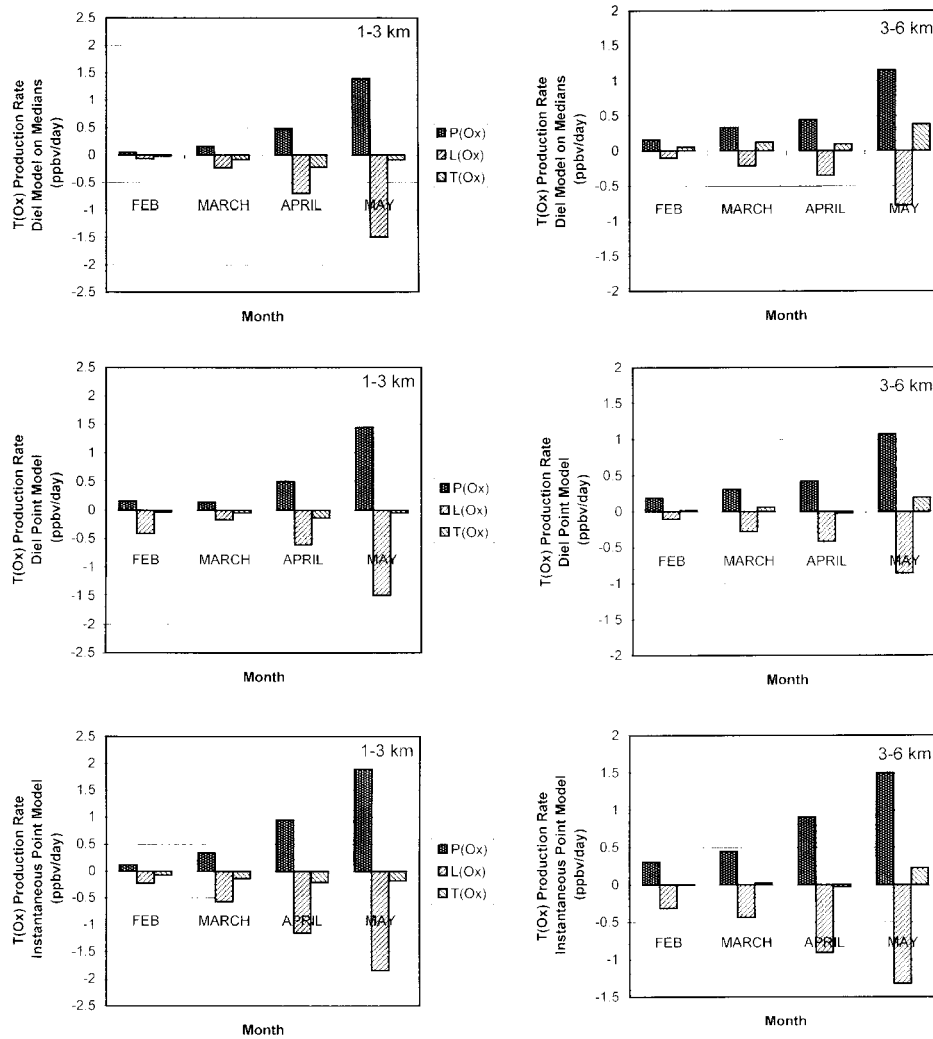 T(Ox) Production Rate
Diel Model on Medians
(ppbv/day)
2.5
2
1.5
1
0.5
0
-0.5
-1
-1.5
-2
-2.5
1-3 km
FEB MARCH APRIL MAY
Month
P(Ox)
L(Ox)
T(Ox)
T(Ox) Production Rate
Diel Model on Medians
(ppbv/day)
2
1.5
1
0.5
0
-0.5
-1
-1.5
-2
3-6 km
FEB MARCH APRIL MAY
Month
T(Ox) Production Rate
Diel Point Model
(ppbv/day)
2.5
2
1.5
1
0.5
0
-0.5
-1
-1.5
-2
-2.5
1-3 km
FEB MARCH APRIL MAY
Month
P(Ox)
L(Ox)
T(Ox)
T(Ox) Production Rate
Diel Point Model
(ppbv/day)
2
1.5
1
0.5
0
-0.5
-1
-1.5
-2
3-6 km
FEB MARCH APRIL MAY
Month
T(Ox) Production Rate
Instantaneous Point Model
(ppbv/day)
2.5
2
1.5
1
0.5
0
-0.5
-1
-1.5
-2
-2.5
1-3 km
FEB MARCH APRIL MAY
Month
P(Ox)
L(Ox)
T(Ox)
T(Ox) Production Rate
Instantaneous Point Model
(ppbv/day)
2
1.5
1
0.5
0
-0.5
-1
-1.5
3-6 km
FEB MARCH APRIL MAY
Month